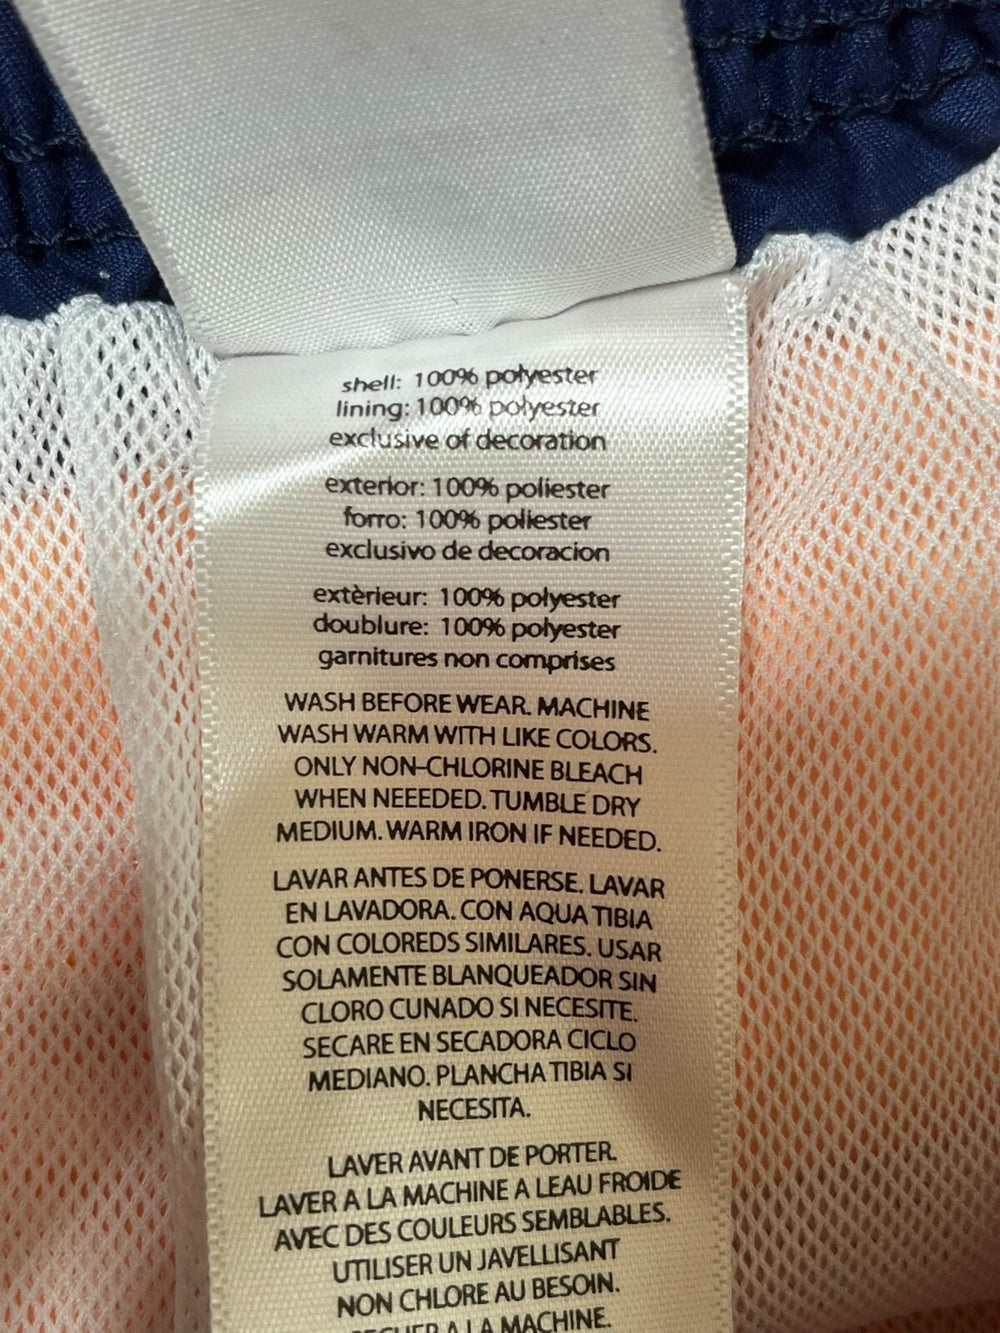 shell: 100% polyester
lining: 100% polyester
exclusive of decoration
exterior: 100% poliester
forro: 100% poliester
exclusivo de decoracion
extèrieur: 100% polyester
doublure: 100% polyester
garnitures non comprises
WASH BEFORE WEAR. MACHINE
WASH WARM WITH LIKE COLORS.
ONLY NON-CHLORINE BLEACH
WHEN NEEEDED. TUMBLE DRY
MEDIUM. WARM IRON IF NEEDED.
LAVAR ANTES DE PONERSE. LAVAR
EN LAVADORA. CON AQUA TIBIA
CON COLOREDS SIMILARES. USAR
SOLAMENTE BLANQUEADOR SIN
CLORO CUNADO SI NECESITE.
SECARE EN SECADORA CICLO
MEDIANO. PLANCHA TIBIA SI
NECESITA.
LAVER AVANT DE PORTER.
LAVER A LA MACHINE A LEAU FROIDE
AVEC DES COULEURS SEMBLABLES.
UTILISER UN JAVELLISANT
NON CHLORE AU BESOIN.
SECHER A LA MACHINE.